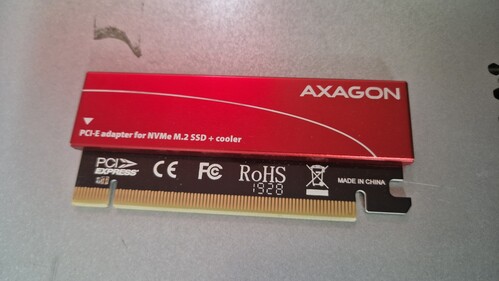 AXAGON
PCI-E adapter for NVMe M.2 SSD + cooler
PCI
EXPRESS®
CE
FC
RoHS
1928
MADE IN CHINA